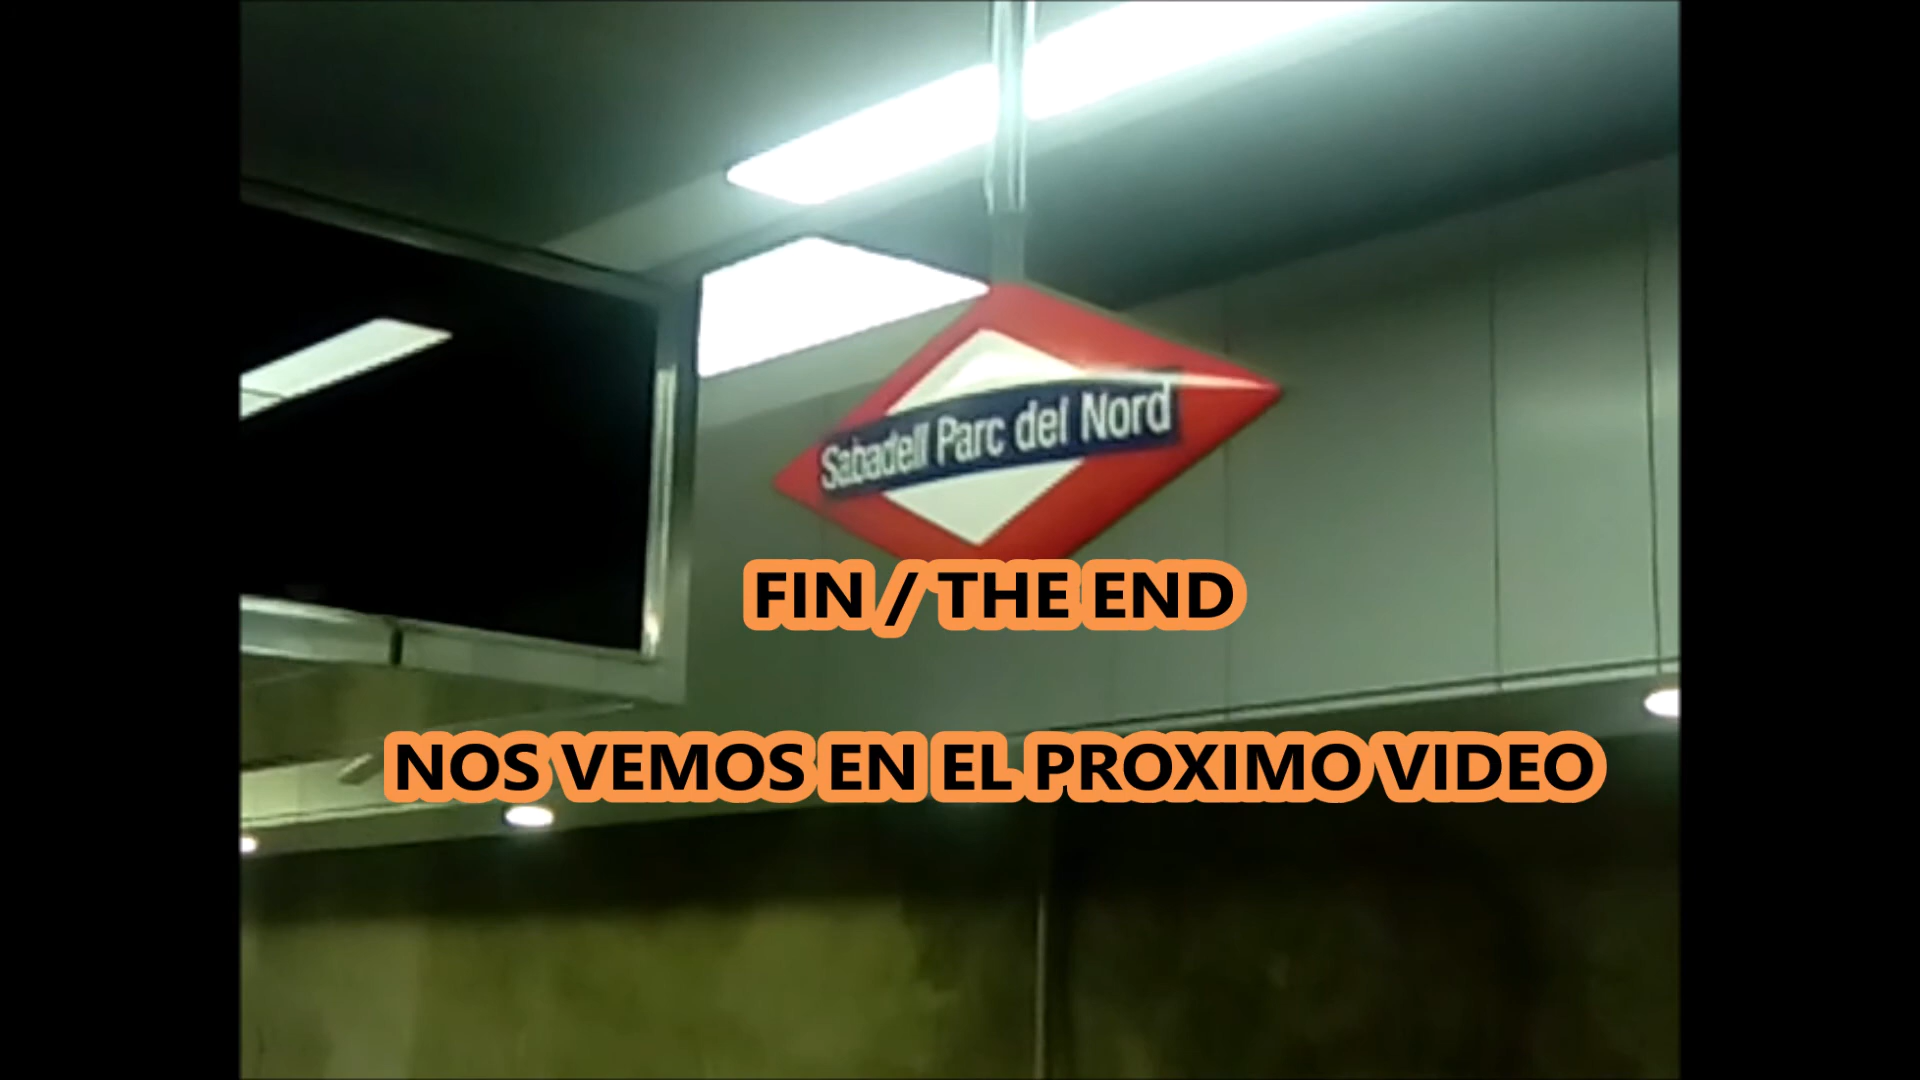 Sabadell Parc del Nord
FIN / THE END
NOS VEMOS EN EL PROXIMO VIDEO